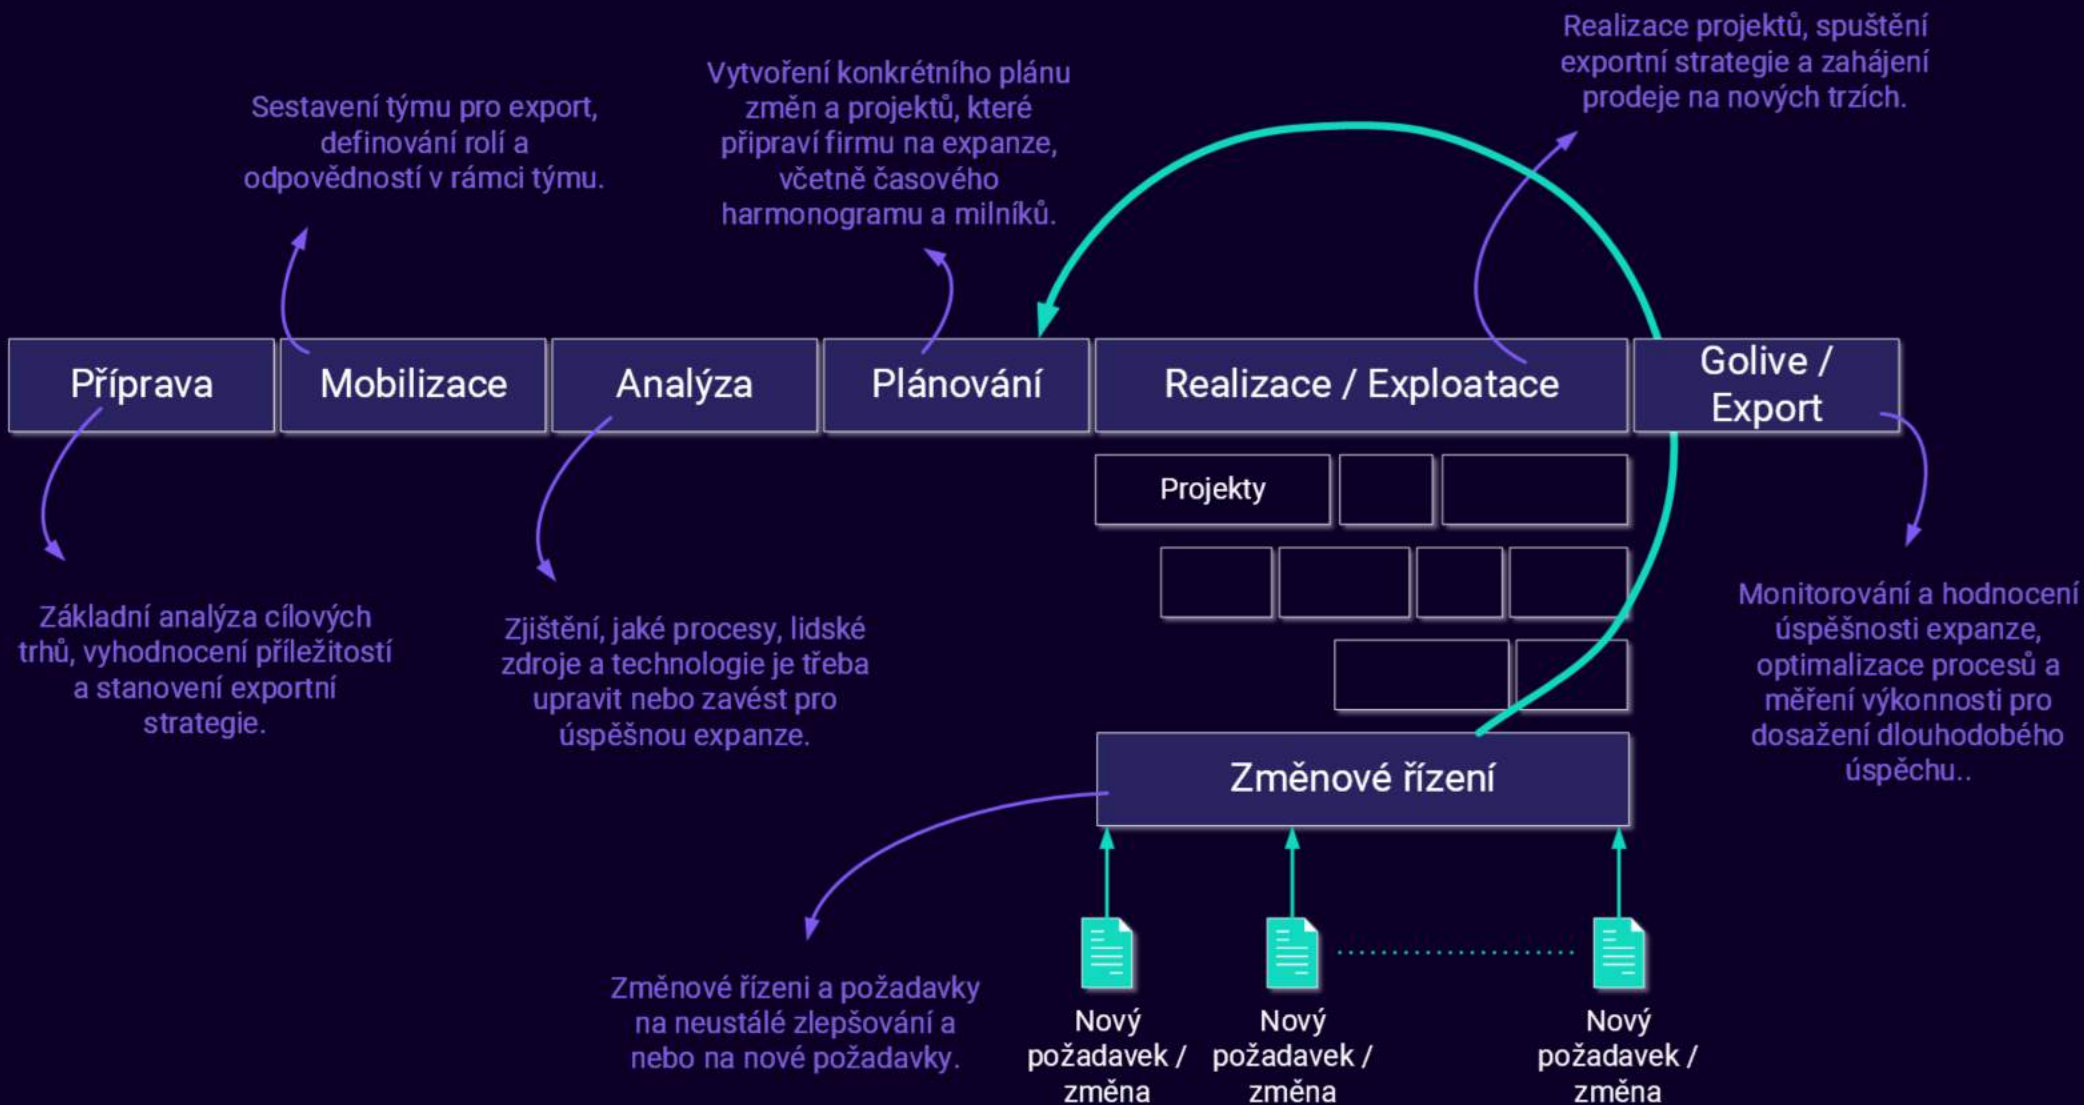 Realizace projektů, spuštění
exportní strategie a zahájení
prodeje na nových trzích.
Vytvoření konkrétního plánu
změn a projektů, které
připraví firmu na expanze,
včetně časového
harmonogramu a milníků.
Sestavení týmu pro export,
definování rolí a
odpovědností v rámci týmu.
Příprava
Mobilizace
Analýza
Plánování
Realizace / Exploatace
Golive /
Export
Projekty
Základní analýza cílových
trhů, vyhodnocení příležitostí
a stanovení exportní
strategie.
Zjištění, jaké procesy, lidské
zdroje a technologie je třeba
upravit nebo zavést pro
úspěšnou expanze.
Monitorování a hodnocení
úspěšnosti expanze,
optimalizace procesů a
měření výkonnosti pro
dosažení dlouhodobého
úspěchu..
Změnové řízení
Změnové řízeni a požadavky
na neustálé zlepšování a
nebo na nové požadavky.
Nový
požadavek /
změna
Nový
požadavek /
změna
Nový
požadavek /
změna